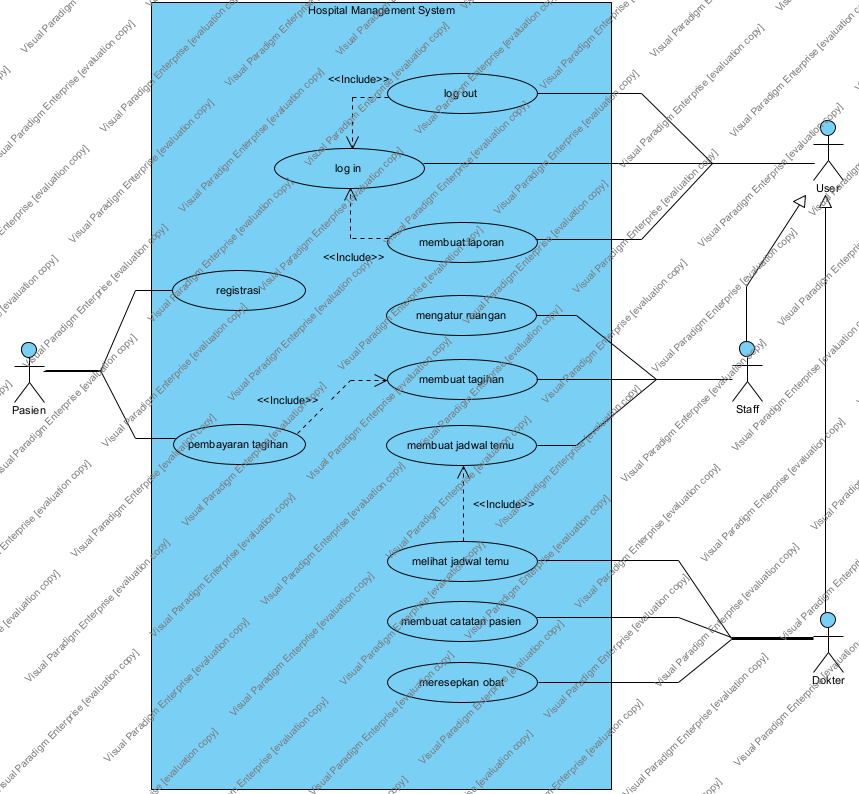 Hospital Management System
<<Include>>
log out
log in
User
<<Include>>
membuat laporan
registrasi
mengatur ruangan
Pasien
<<Include>>
membuat tagihan
Staff
pembayaran tagihan
membuat jadwal temu
<<Include>>
melihat jadwal temu
membuat catatan pasien
meresepkan obat
Dokter
Visual Paradigm Enterprise [evaluation copy]